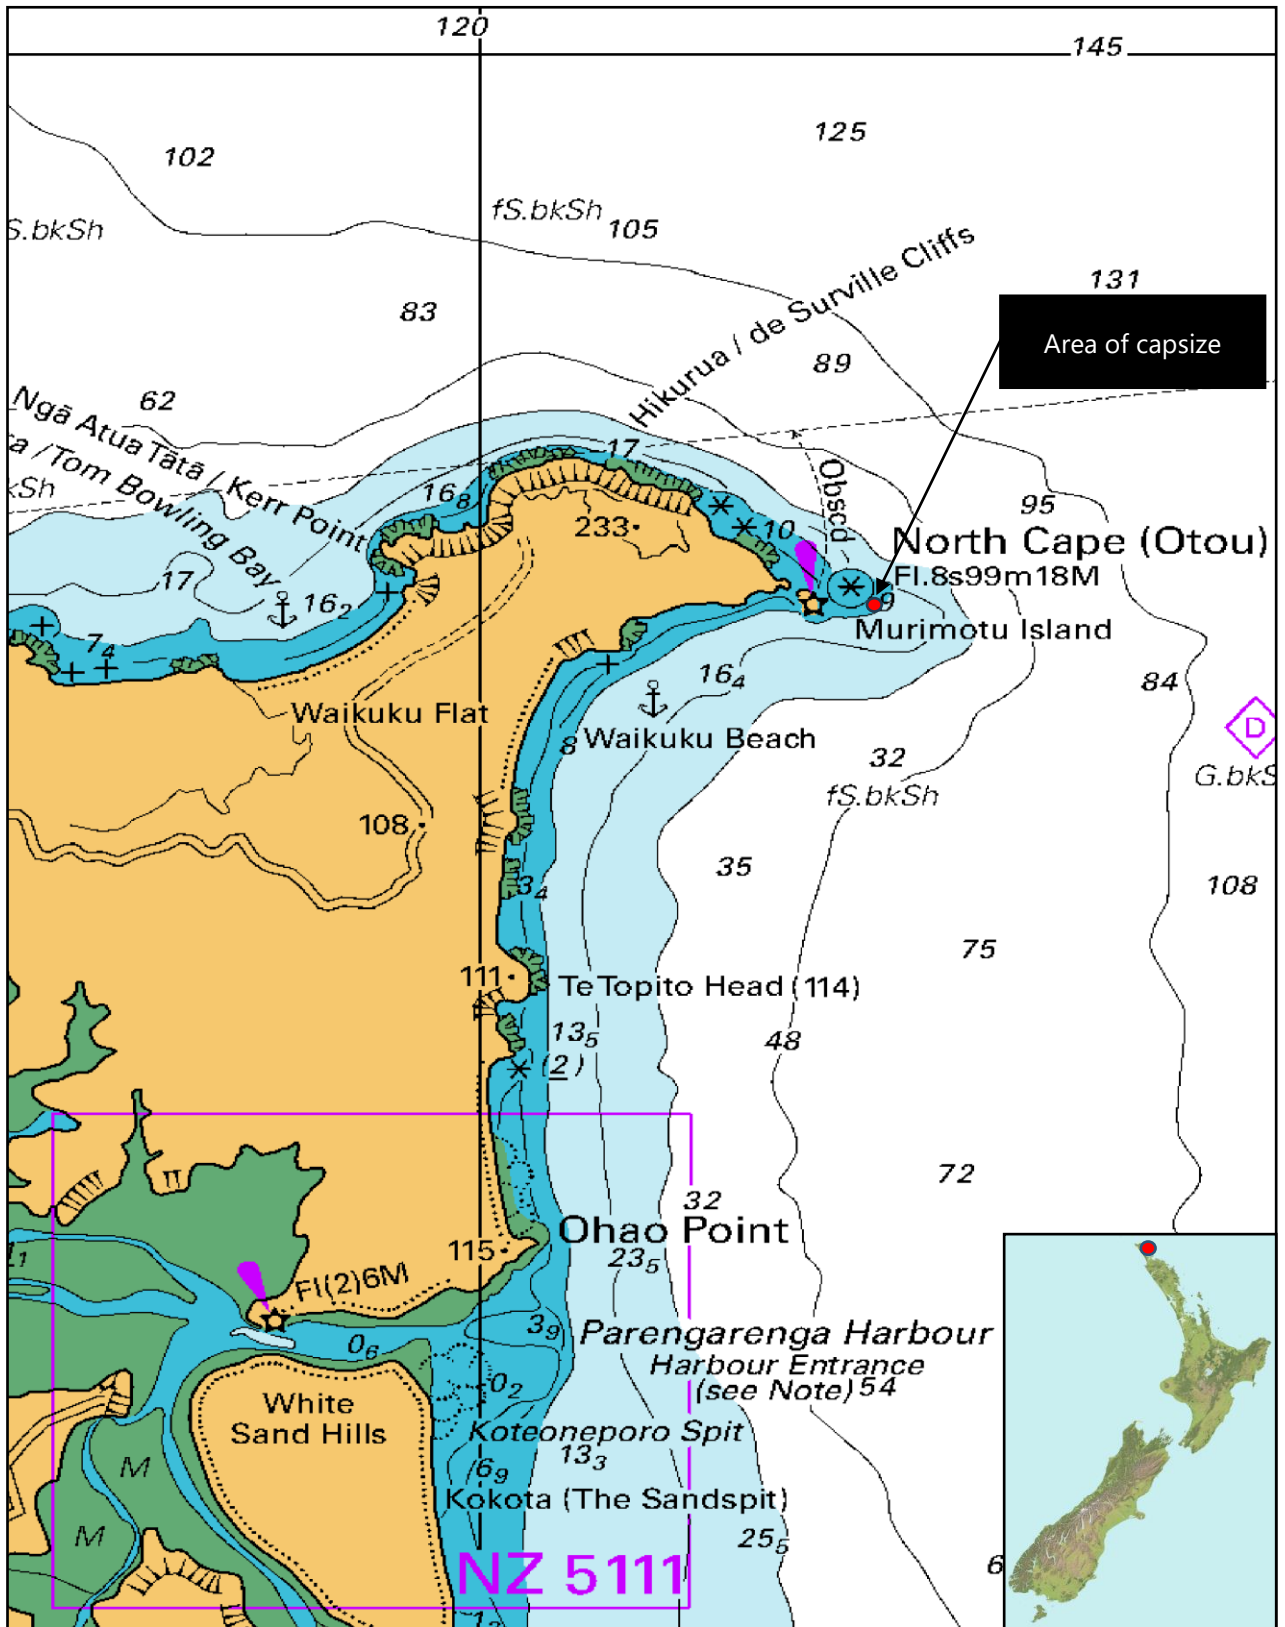 120
145
125
102
fS.bkSh
105
S.bkSh
Hikurua / de Surville Cliffs
131
83
Area of capsize
89
62
Ngā Atua Tātā / Kerr Point
ra / Tom Bowling Bay
17
kSh
16₈
Obscd
95
233
10
North Cape (Otou)
Fl.8s99m18M
17
16₂
9
7₄
Murimotu Island
16₄
84
Waikuku Flat
D
8
Waikuku Beach
32
fS.bkSh
G.bkS
108
35
3₄
108
75
111
Te Topito Head (114)
13₅
48
(2)
72
32
Ohao Point
115
23₅
Fl(2)6M
3₉
Parengarenga Harbour
0₆
Harbour Entrance
(see Note)
54
0₂
White
Sand Hills
Koteoneporo Spit
13₃
M
6₉
Kokota (The Sandspit)
M
25₅
6
NZ 5111